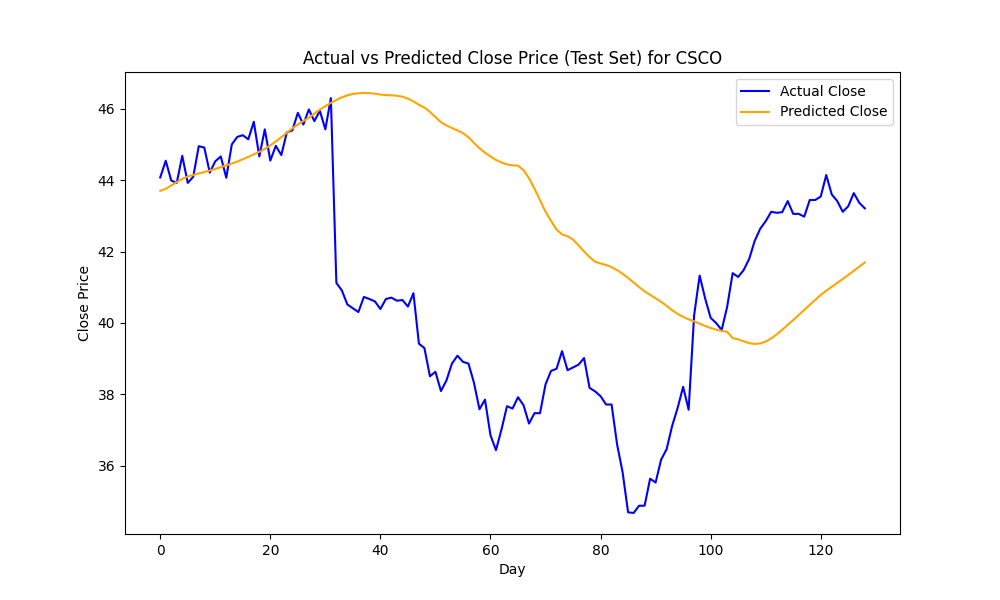 Actual vs Predicted Close Price (Test Set) for CSCO
Actual Close
Predicted Close
Close Price
46
44
42
40
38
36
0 20 40 60 80 100 120
Day